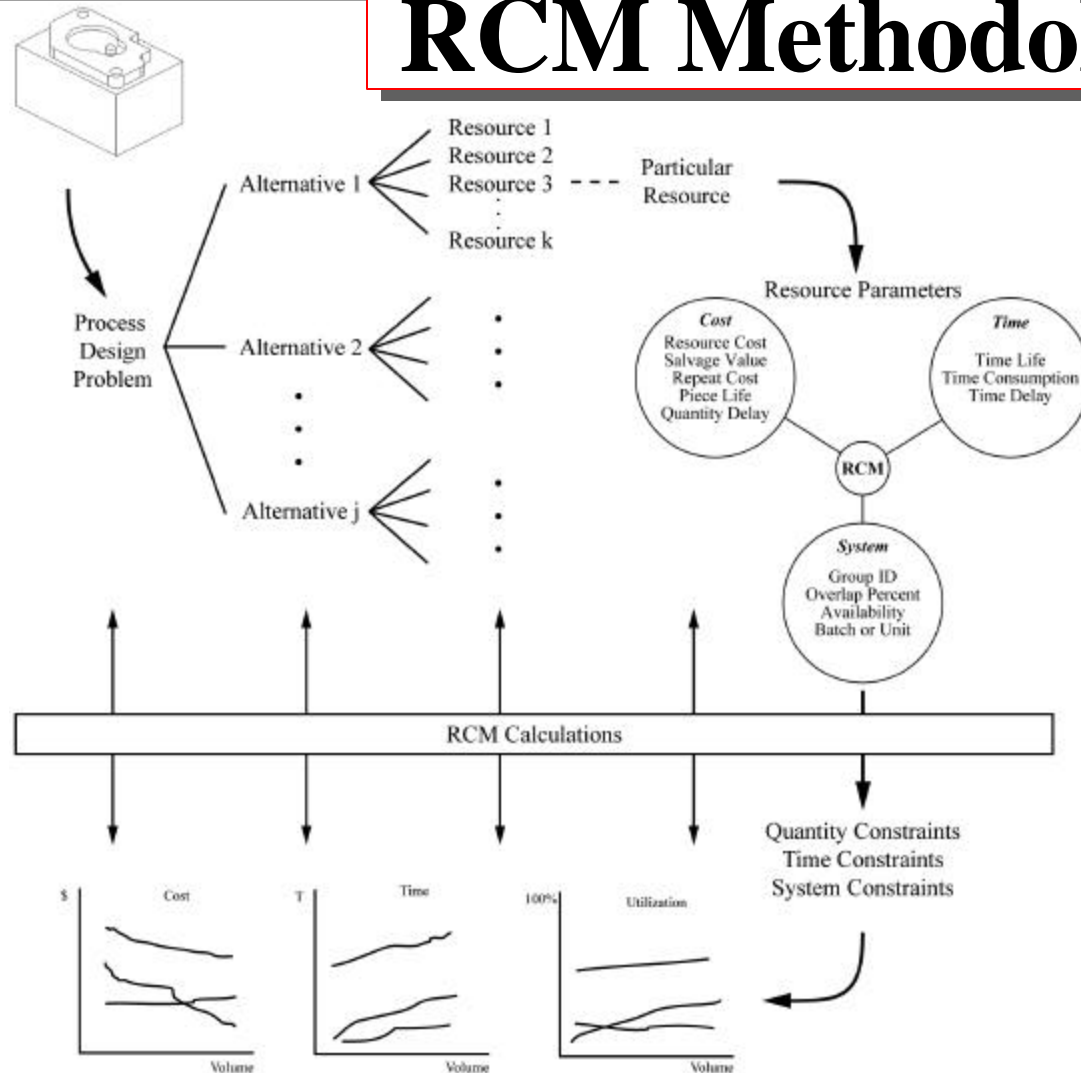 RCM Methodol
Resource 1
Resource 2
Alternative 1
Resource 3
Resource k
Particular
Resource
Resource Parameters
Process
Design
Problem
Alternative 2
Alternative j
Cost
Resource Cost
Salvage Value
Repeat Cost
Piece Life
Quantity Delay
Time
Time Life
Time Consumption
Time Delay
RCM
System
Group ID
Overlap Percent
Availability
Batch or Unit
RCM Calculations
Quantity Constraints
Time Constraints
System Constraints
$
Cost
Volume
T
Time
Volume
100%
Utilization
Volume